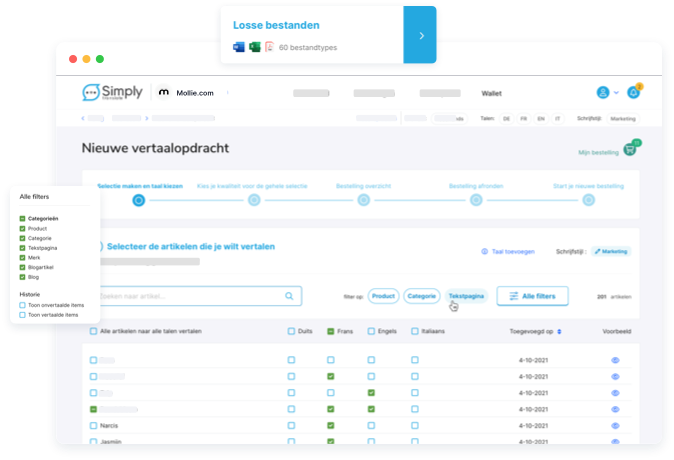 Losse bestanden
60 bestandtypes
Simply
Mollie.com
Wallet
2
Talen: DE FR EN IT
Schrijfstijl: Marketing
Nieuwe vertaalopdracht
Mijn bestelling
Selectie maken en taal kiezen
Kies je kwaliteit voor de gehele selectie
Bestelling overzicht
Bestelling afronden
Start je nieuwe bestelling
Alle filters
Categorieën
Product
Categorie
Tekstpagina
Merk
Blogartikel
Blog
Historie
Toon onvertaalde items
Toon vertaalde items
Selecteer de artikelen die je wilt vertalen
Taal toevoegen
Schrijfstijl :
Marketing
Zoeken naar artikel...
filter op:
Product
Categorie
Tekstpagina
Alle filters
201 artikelen
Alle artikelen naar alle talen vertalen
Duits
Frans
Engels
Italiaans
Toegevoegd op
Voorbeeld
4-10-2021
4-10-2021
4-10-2021
4-10-2021
Narcis
4-10-2021
Jasmijn
4-10-2021